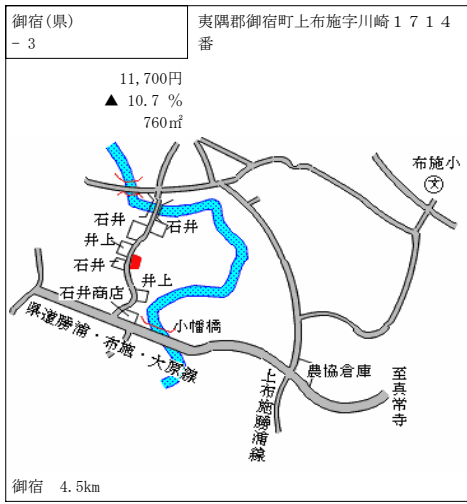 御宿(県)
- 3
夷隅郡御宿町上布施字川崎１７１４
番
11,700円
▲ 10.7 %
760㎡
布施小
文
石井
石井
井上
石井
井上
石井商店
小幡橋
県道勝浦・布施・大原線
農協倉庫
上布施勝浦線
至真常寺
御宿 4.5km